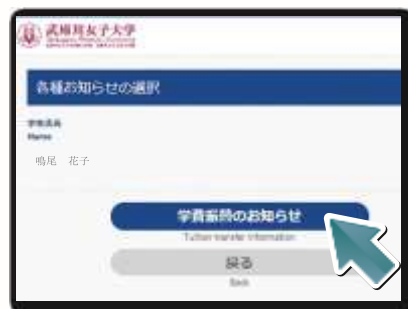 武庫川女子大学
各種お知らせの選択
学生氏名
Name
鳴尾 花子
学費振替のお知らせ
Tuition transfer information
戻る
Back